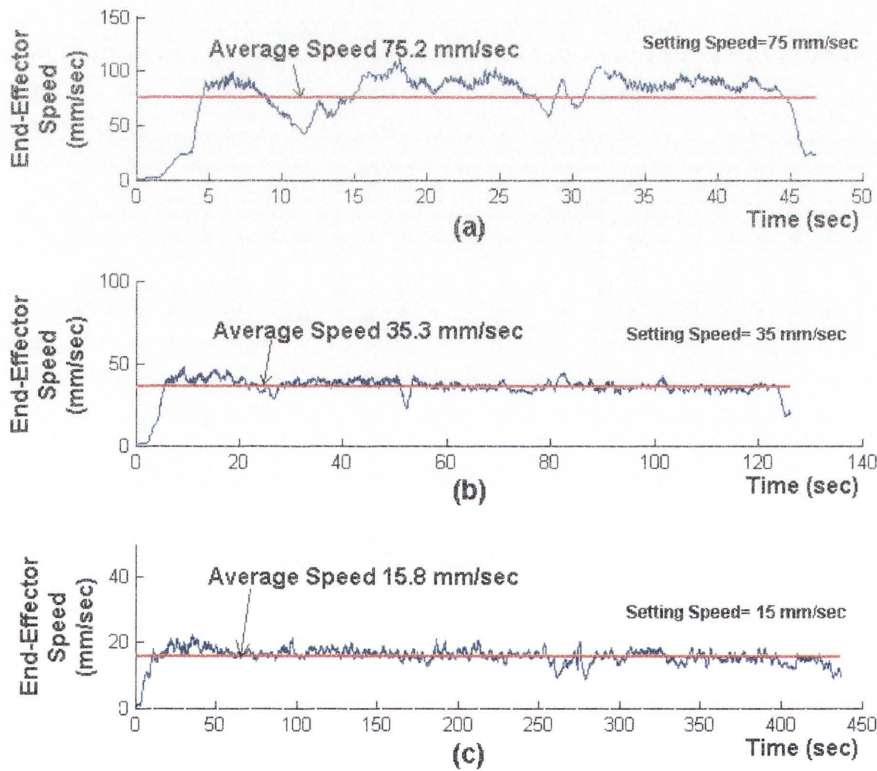 End-Effector
Speed
(mm/sec)
150
100
50
0
Average Speed 75.2 mm/sec
Setting Speed=75 mm/sec
0 5 10 15 20 25 30 35 40 45 50
Time (sec)
(a)
End-Effector
Speed
(mm/sec)
100
50
0
Average Speed 35.3 mm/sec
Setting Speed= 35 mm/sec
0 20 40 60 80 100 120 140
Time (sec)
(b)
End-Effector
Speed
(mm/sec)
40
20
0
Average Speed 15.8 mm/sec
Setting Speed= 15 mm/sec
0 50 100 150 200 250 300 350 400 450
Time (sec)
(c)